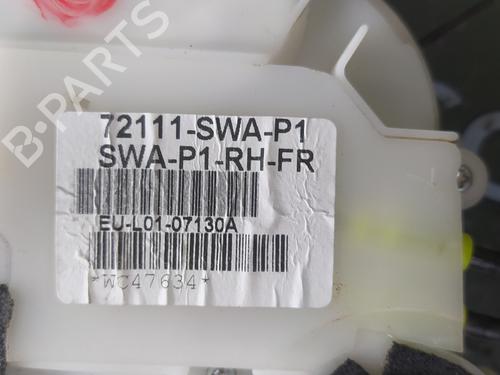 72111-SWA-P1
SWA-P1-RH-FR
EU-L01-07130A
*WC47634*
B-PARTS